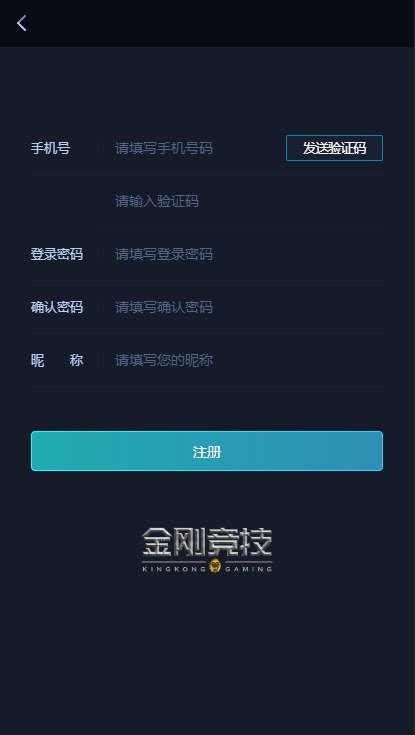 手机号 请填写手机号码 发送验证码
请输入验证码
登录密码 请填写登录密码
确认密码 请填写确认密码
昵 称 请填写您的昵称
注册
金刚竞技
KINGKONG GAMING